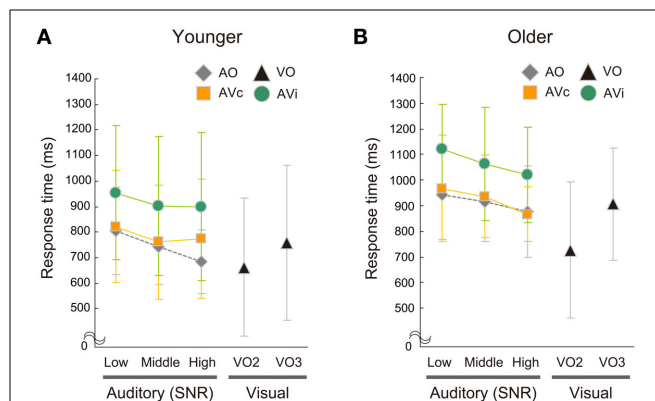 A Younger
AO VO
AVc AVi
Response time (ms)
1400
1300
1200
1100
1000
900
800
700
600
500
0
Low Middle High VO2 VO3
Auditory (SNR) Visual
B Older
AO VO
AVc AVi
Response time (ms)
1400
1300
1200
1100
1000
900
800
700
600
500
0
Low Middle High VO2 VO3
Auditory (SNR) Visual